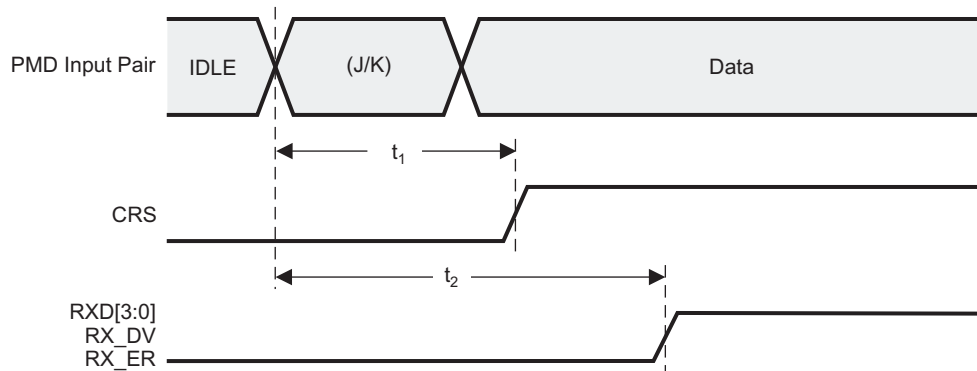 PMD Input Pair
IDLE
(J/K)
Data
t1
CRS
t2
RXD[3:0]
RX_DV
RX_ER